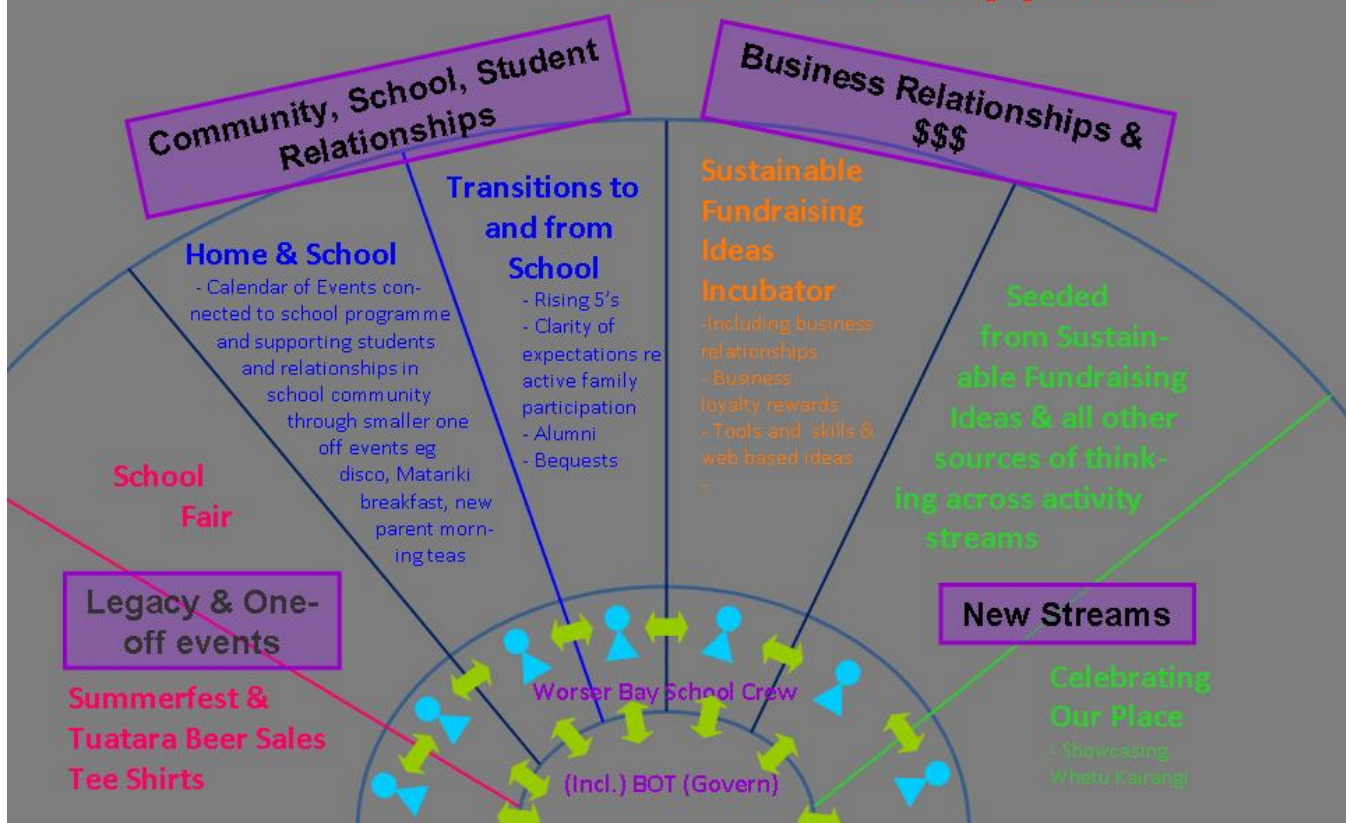 Community, School, Student
Relationships
Business Relationships &
$$$
Home & School
- Calendar of Events con-
nected to school programme
and supporting students
and relationships in
school community
through smaller one
off events eg
disco, Matariki
breakfast, new
parent morn-
ing teas
Transitions to
and from
School
- Rising 5's
- Clarity of
expectations re
active family
participation
- Alumni
- Bequests
Sustainable
Fundraising
Ideas
Incubator
-Including business
relationships
- Business
loyalty rewards
- Tools and skills &
web based ideas
-
Seeded
from Sustain-
able Fundraising
Ideas & all other
sources of think-
ing across activity
streams
School
Fair
Legacy & One-
off events
Summerfest &
Tuatara Beer Sales
Tee Shirts
New Streams
Celebrating
Our Place
- Showcasing
Whetu Kairangi
Worser Bay School Crew
(Incl.) BOT (Govern)